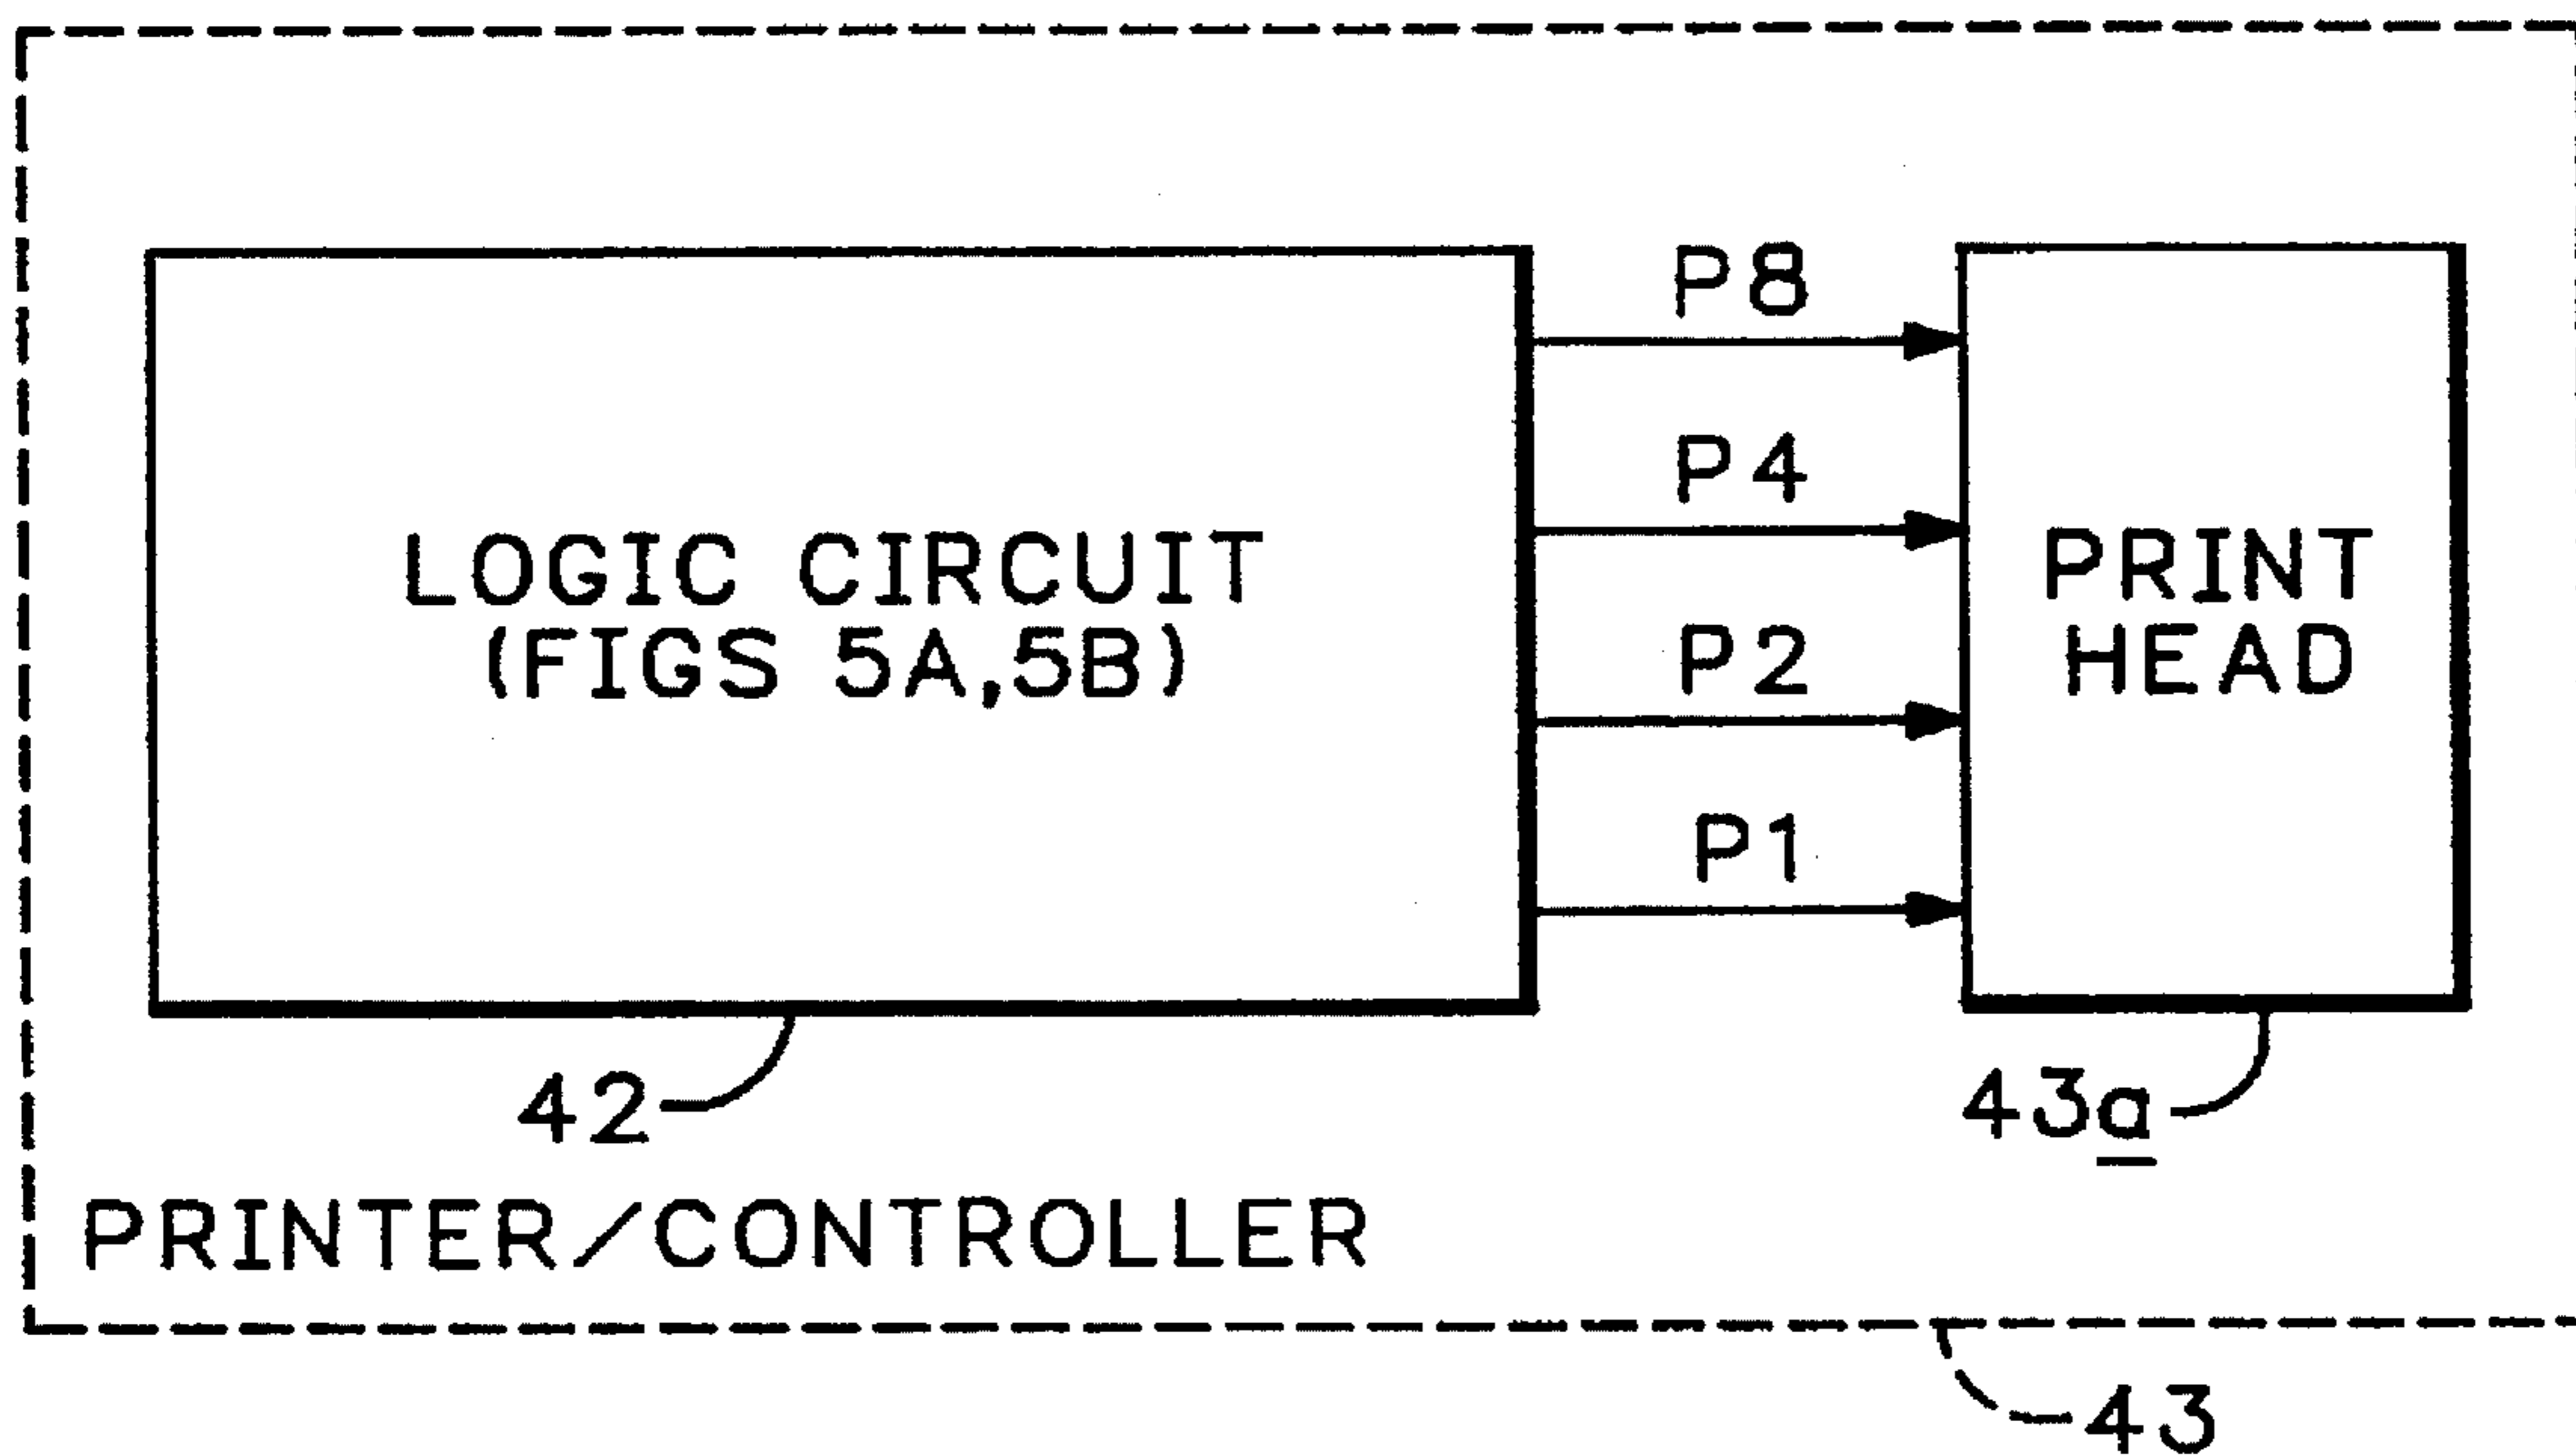 P8
P4
LOGIC CIRCUIT
(FIGS 5A,5B)
PRINT
HEAD
P2
P1
42
43a
PRINTER/CONTROLLER
43